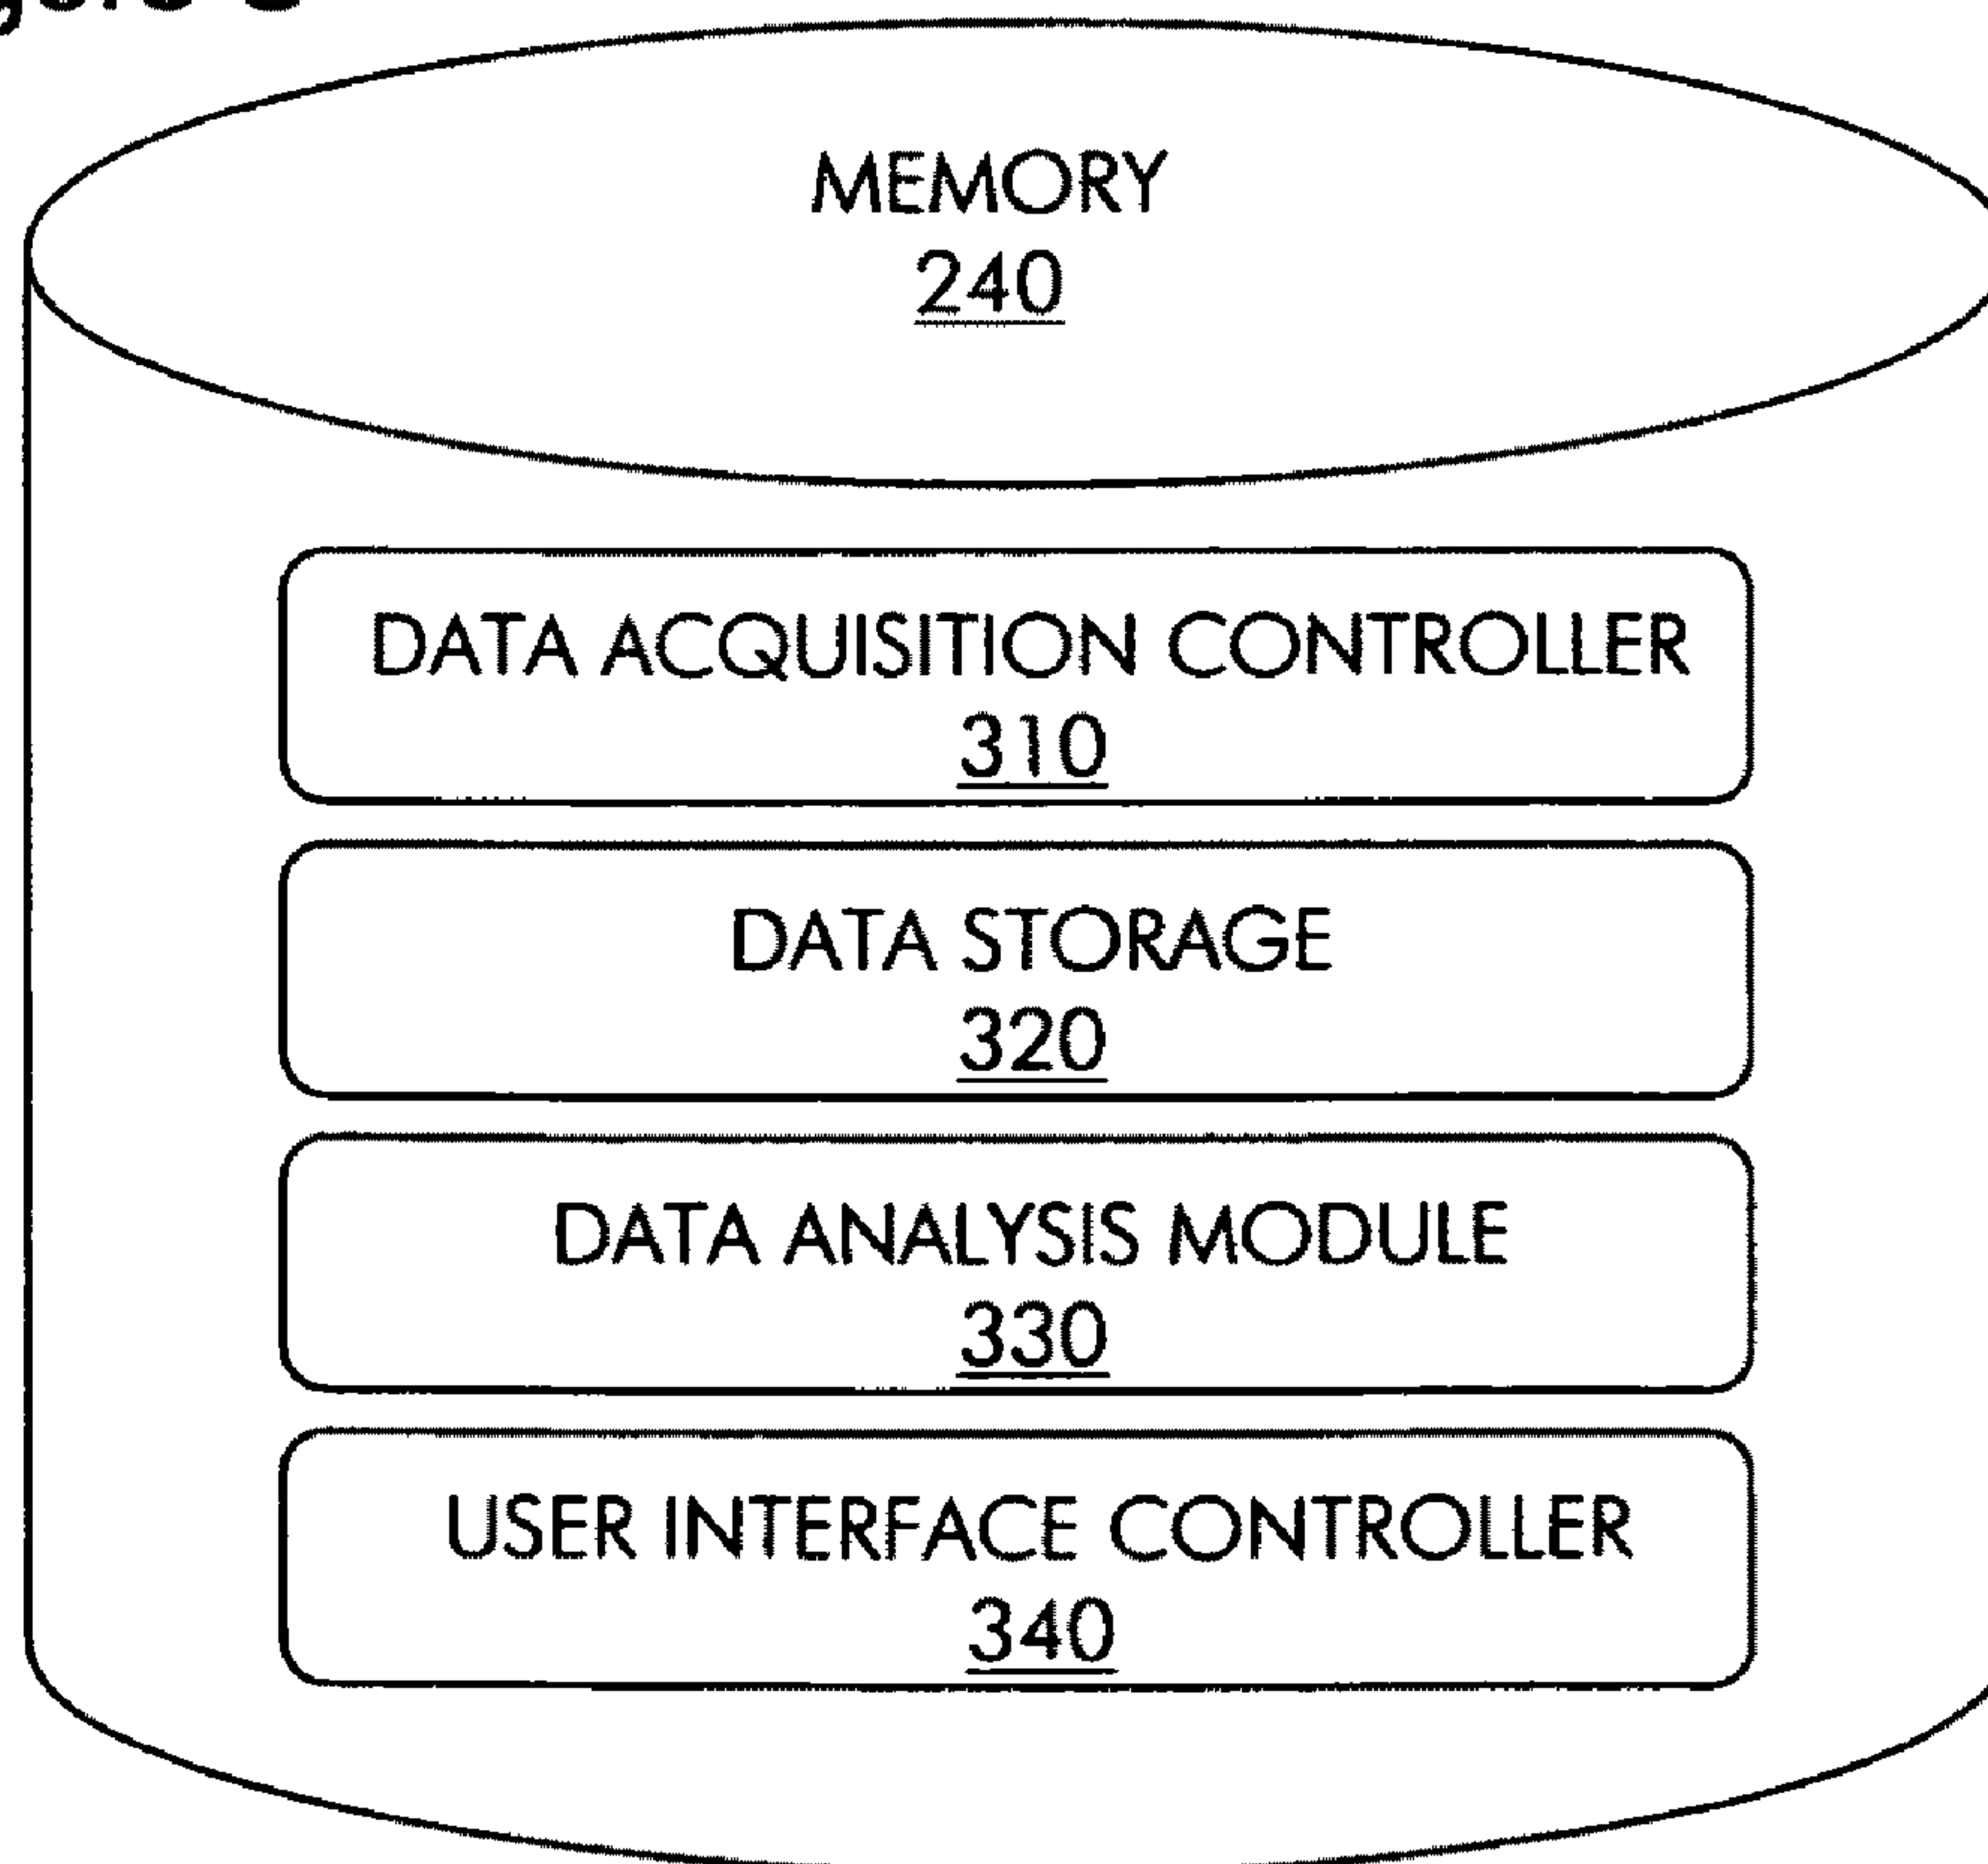 MEMORY
240
DATA ACQUISITION CONTROLLER
310
DATA STORAGE
320
DATA ANALYSIS MODULE
330
USER INTERFACE CONTROLLER
340